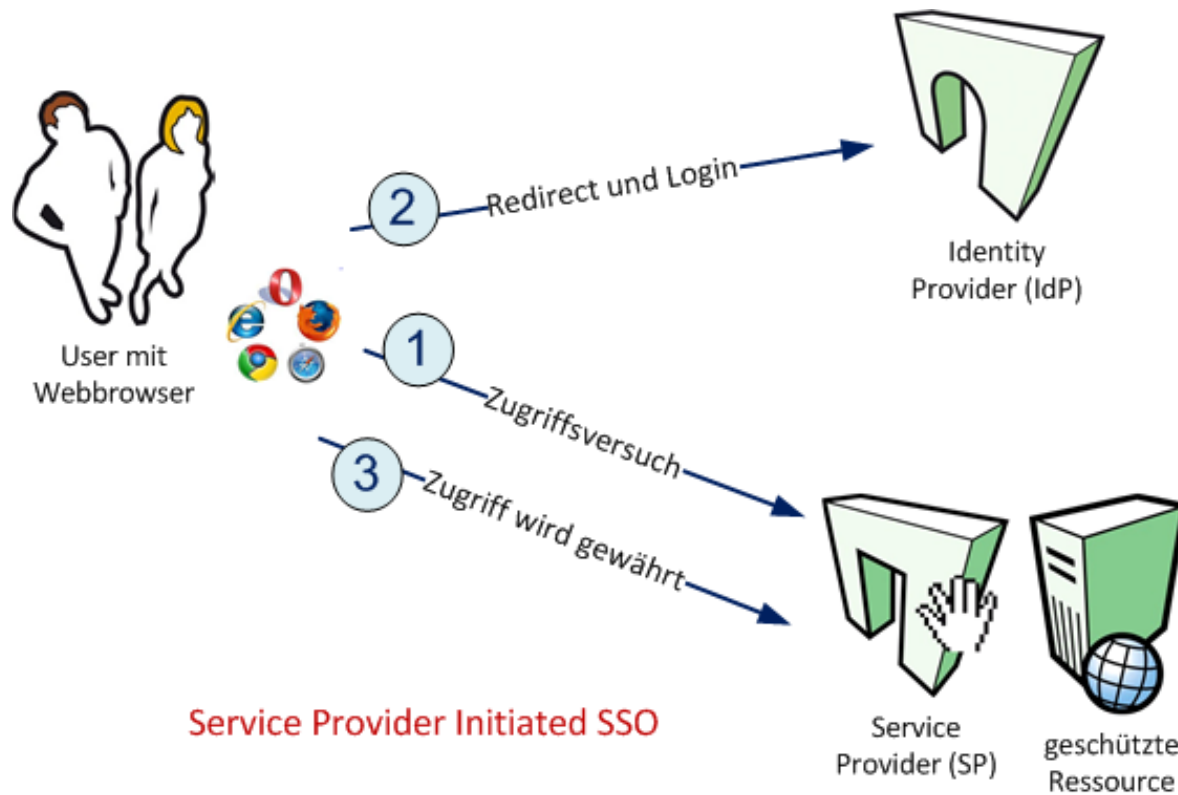 2
Redirect und Login
Identity
Provider (IdP)
User mit
Webbrowser
1
Zugriffsversuch
3
Zugriff wird gewährt
Service Provider Initiated SSO
Service
Provider (SP)
geschützte
Ressource